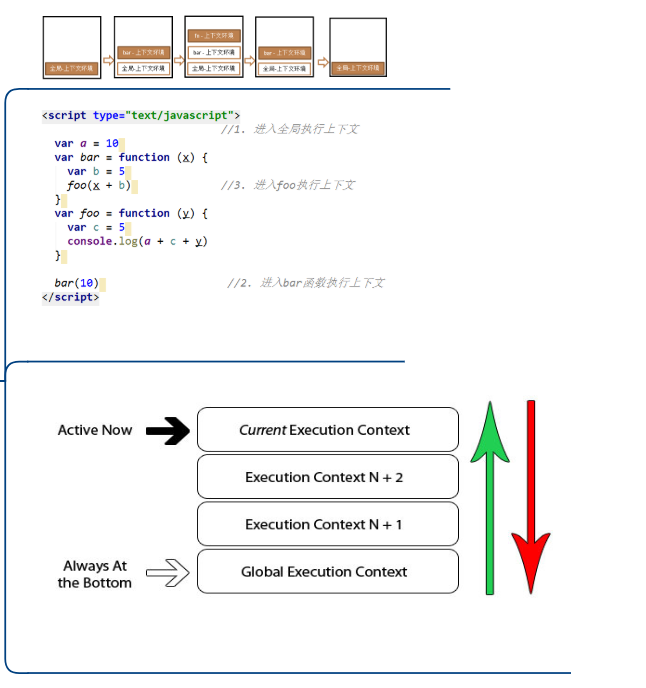 全局-上下文环境
bar - 上下文环境
全局-上下文环境
fn - 上下文环境
bar - 上下文环境
全局-上下文环境
bar - 上下文环境
全局-上下文环境
全局-上下文环境
<script type="text/javascript">
//1. 进入全局执行上下文
var a = 10
var bar = function (x) {
var b = 5
foo(x + b) //3. 进入foo执行上下文
}
var foo = function (y) {
var c = 5
console.log(a + c + y)
}
bar(10) //2. 进入bar函数执行上下文
</script>
Active Now
Current Execution Context
Execution Context N + 2
Execution Context N + 1
Always At
the Bottom
Global Execution Context